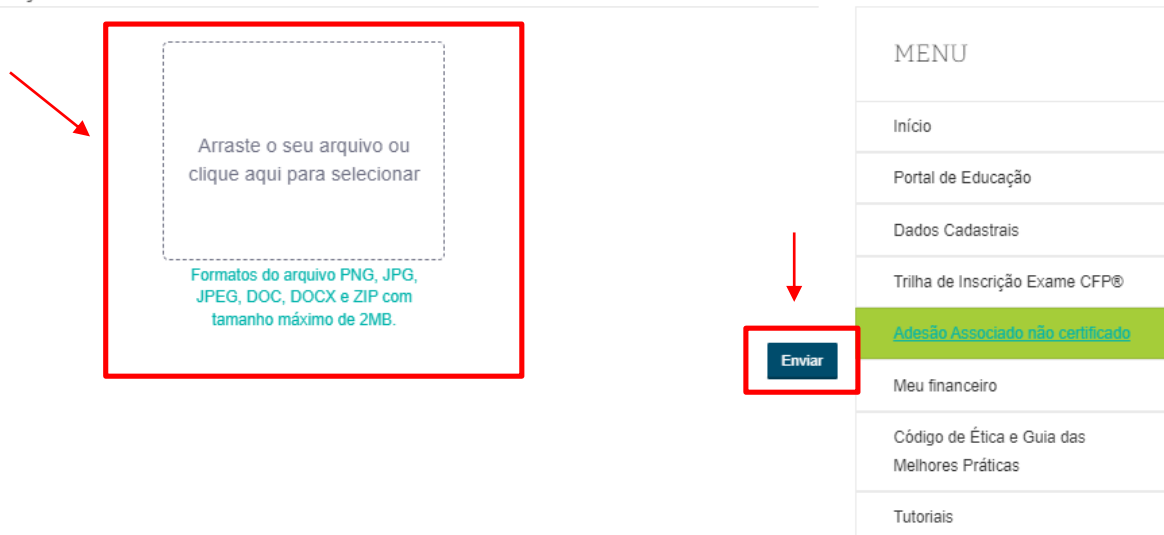 Arraste o seu arquivo ou
clique aqui para selecionar
Formatos do arquivo PNG, JPG,
JPEG, DOC, DOCX e ZIP com
tamanho máximo de 2MB.
Enviar
MENU
Início
Portal de Educação
Dados Cadastrais
Trilha de Inscrição Exame CFP®
Adesão Associado não certificado
Meu financeiro
Código de Ética e Guia das
Melhores Práticas
Tutoriais